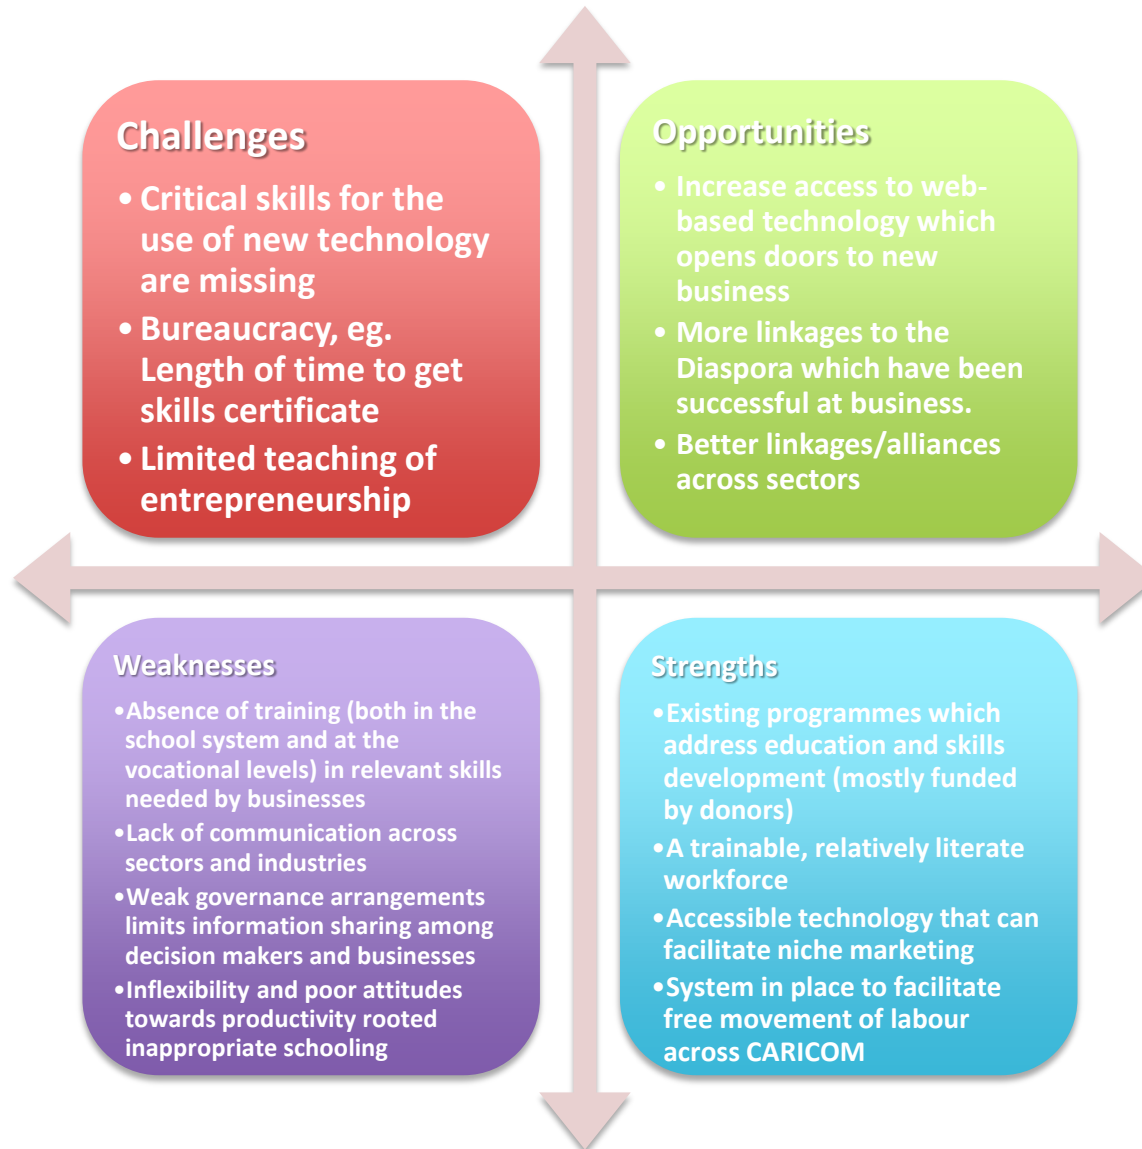 Challenges
• Critical skills for the
use of new technology
are missing
• Bureaucracy, eg.
Length of time to get
skills certificate
• Limited teaching of
entrepreneurship
Opportunities
• Increase access to web-
based technology which
opens doors to new
business
• More linkages to the
Diaspora which have been
successful at business.
• Better linkages/alliances
across sectors
Weaknesses
•Absence of training (both in the
school system and at the
vocational levels) in relevant skills
needed by businesses
•Lack of communication across
sectors and industries
•Weak governance arrangements
limits information sharing among
decision makers and businesses
•Inflexibility and poor attitudes
towards productivity rooted
inappropriate schooling
Strengths
•Existing programmes which
address education and skills
development (mostly funded
by donors)
•A trainable, relatively literate
workforce
•Accessible technology that can
facilitate niche marketing
•System in place to facilitate
free movement of labour
across CARICOM